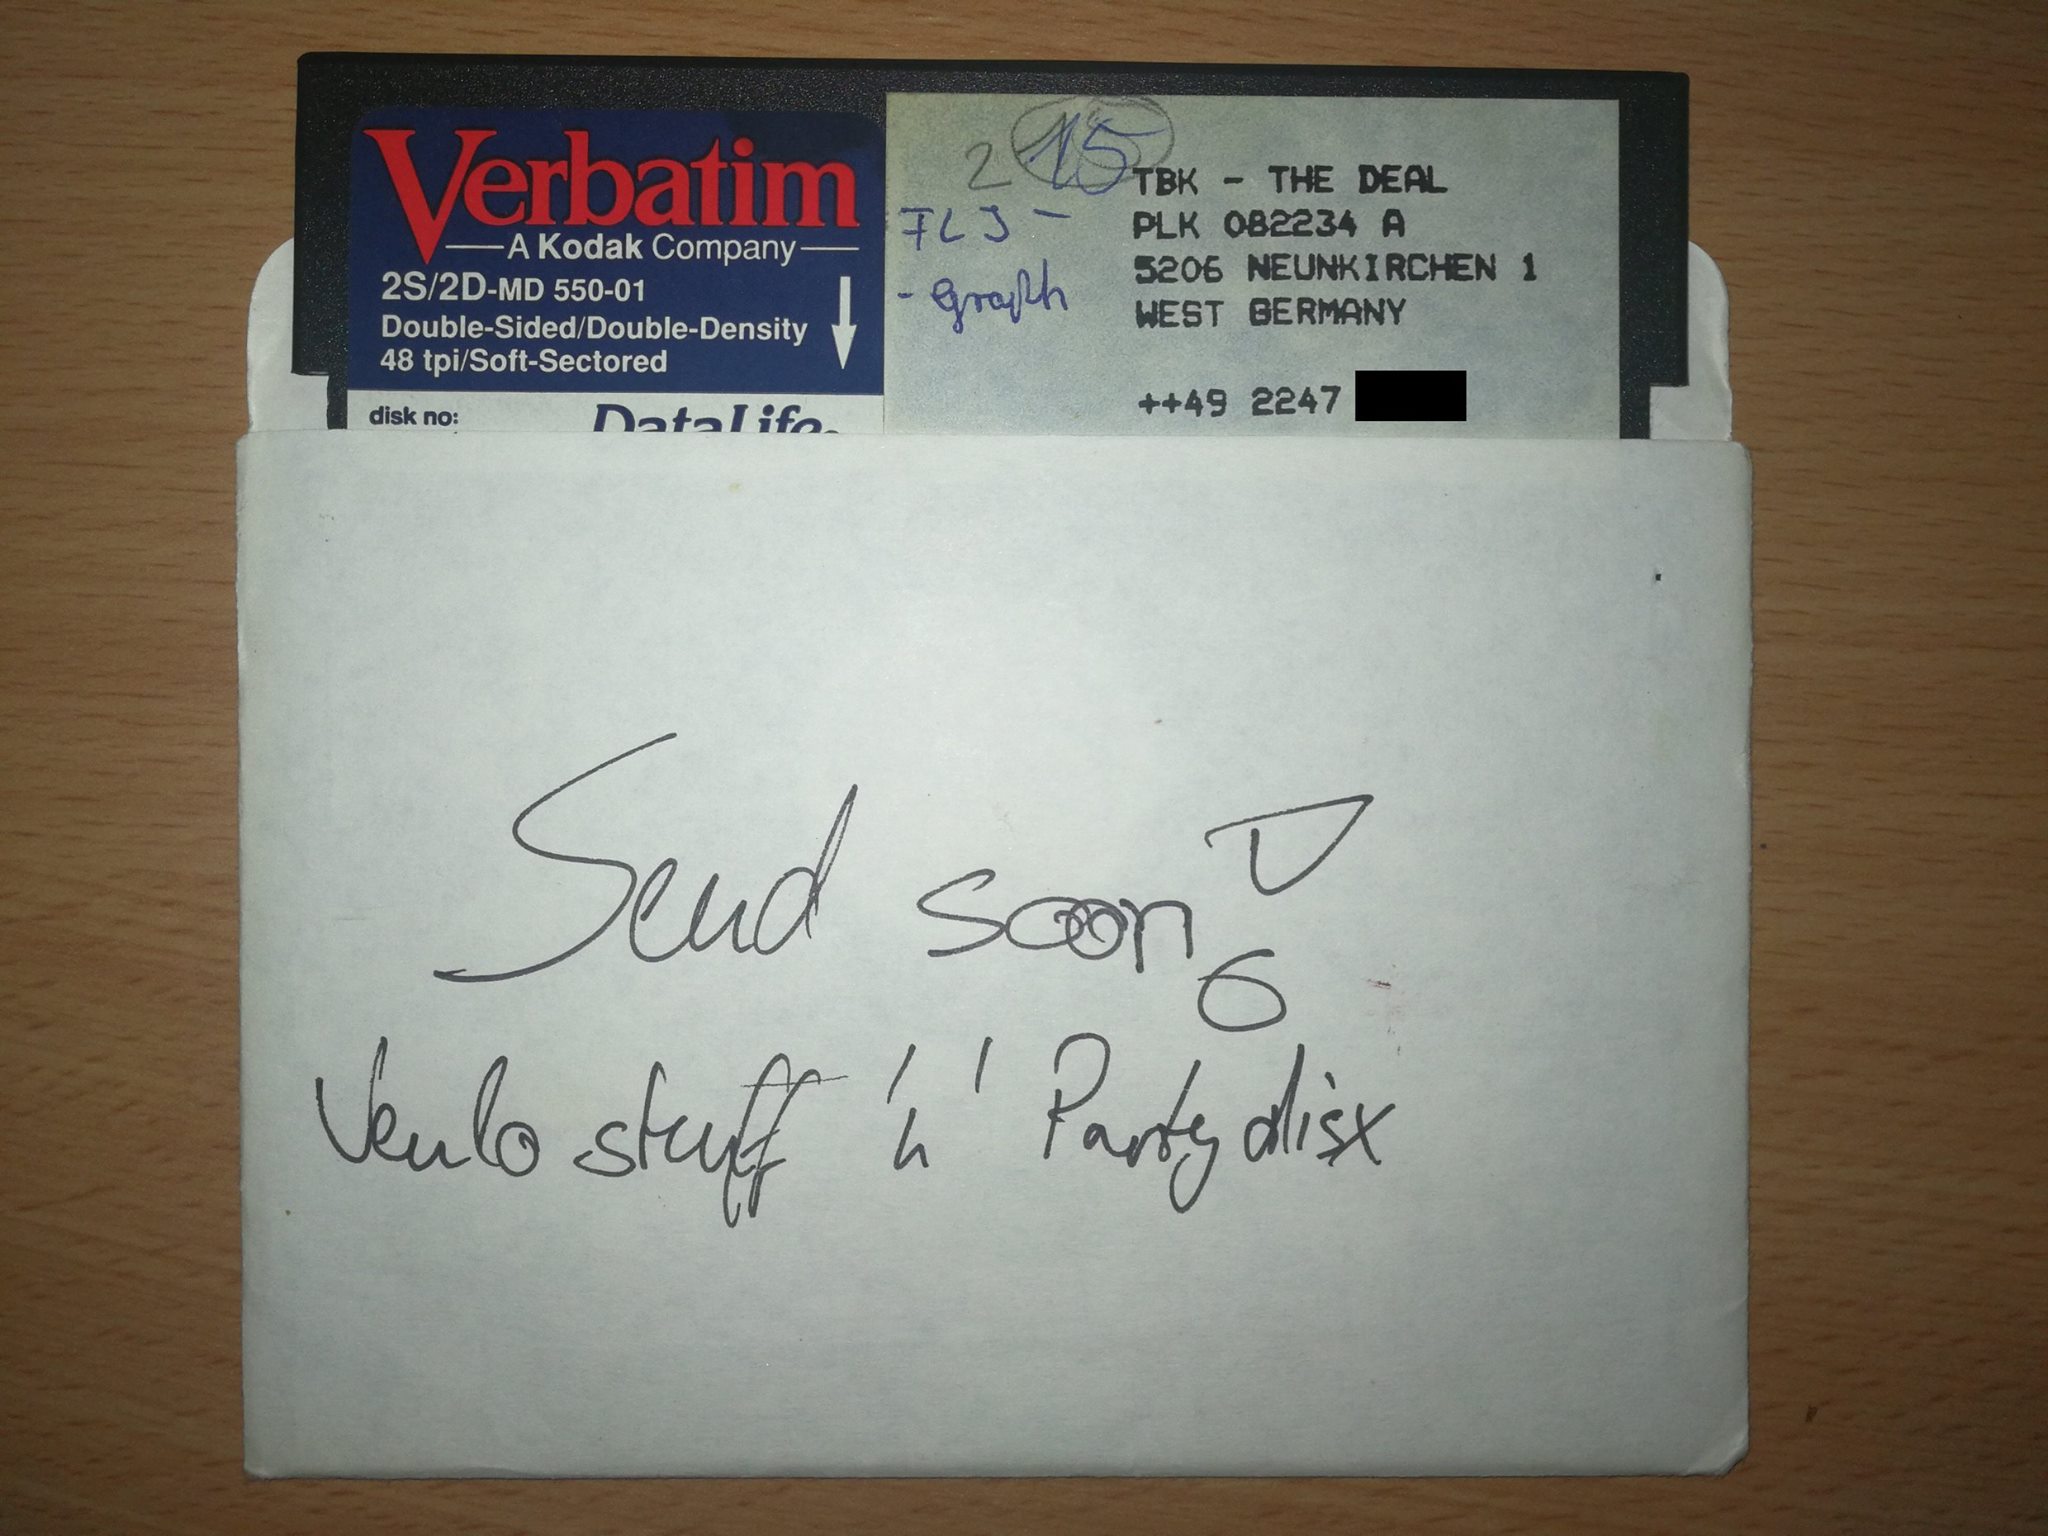 Verbatim
A Kodak Company
2S/2D-MD 550-01
Double-Sided/Double-Density
48 tpi/Soft-Sectored
disk no:
DataLife
2 15
FLJ-
-Graph
TBK - THE DEAL
PLK 082234 A
5206 NEUNKIRCHEN 1
WEST GERMANY
++49 2247
Send soon!
Venlo stuff 'n' Partydisx